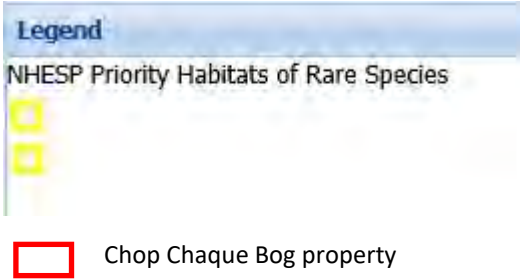 Legend
NHESP Priority Habitats of Rare Species
Chop Chaque Bog property